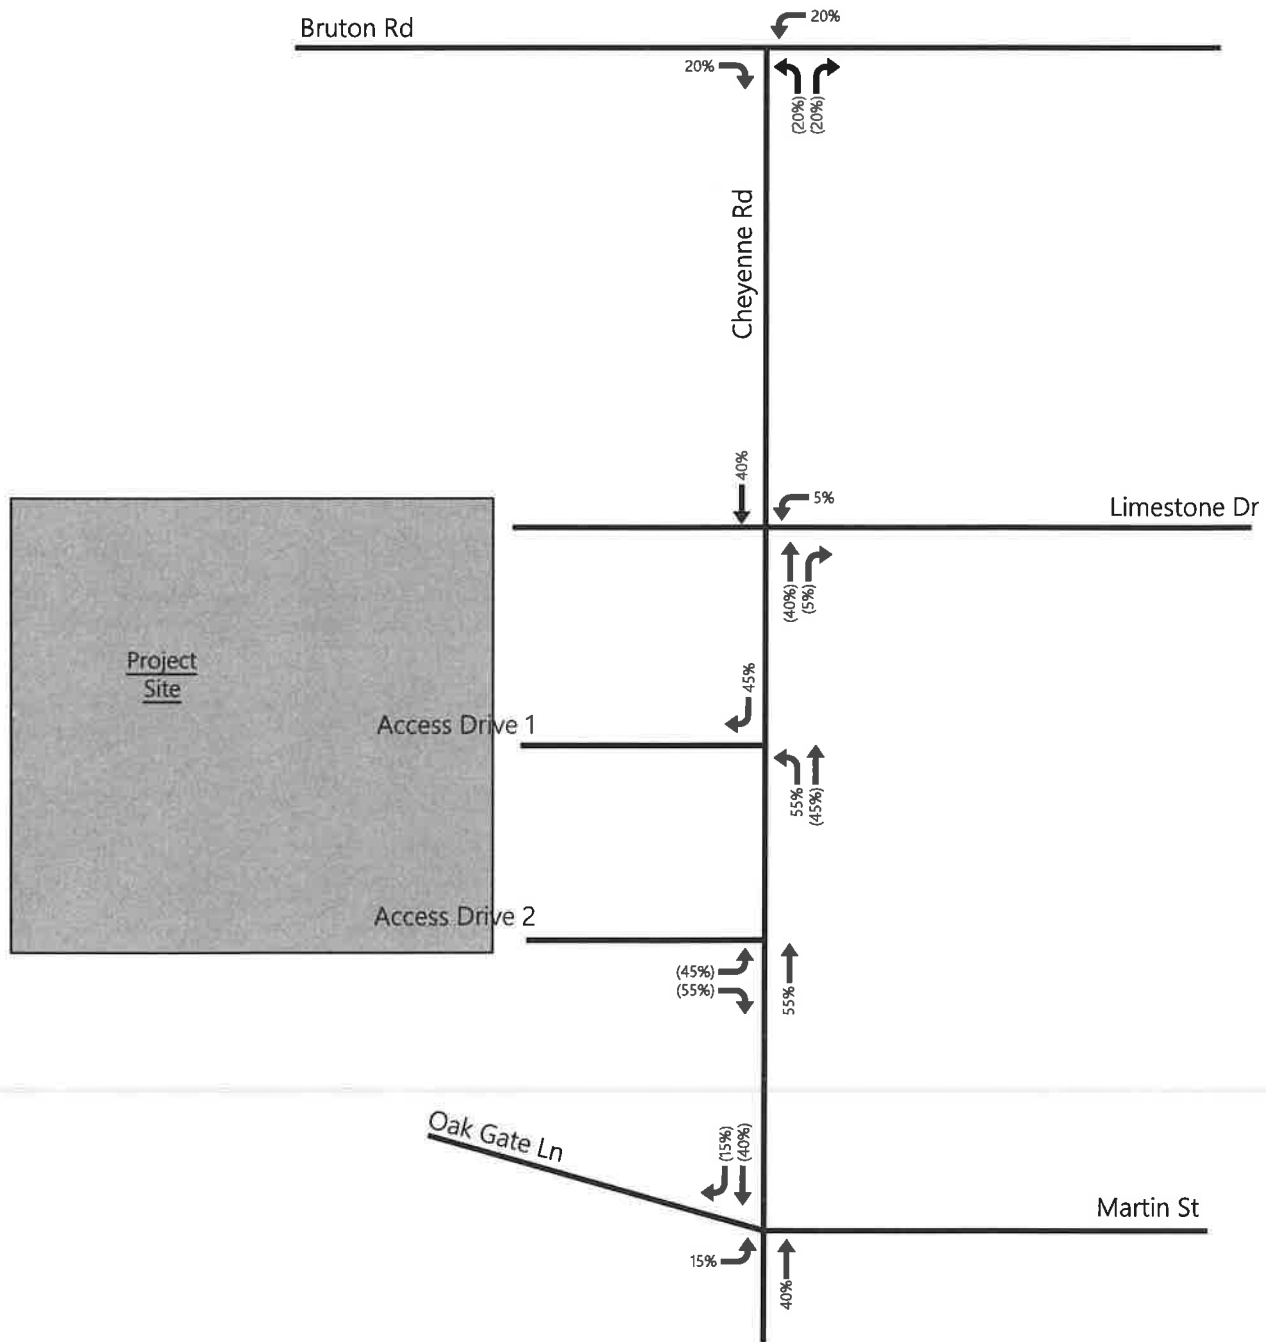 Bruton Rd
20%
20%
(20%)
(20%)
Cheyenne Rd
40%
5%
Limestone Dr
(40%)
(5%)
Project
Site
45%
Access Drive 1
55%
(45%)
Access Drive 2
(45%)
(55%)
55%
Oak Gate Ln
(15%)
(40%)
Martin St
15%
40%